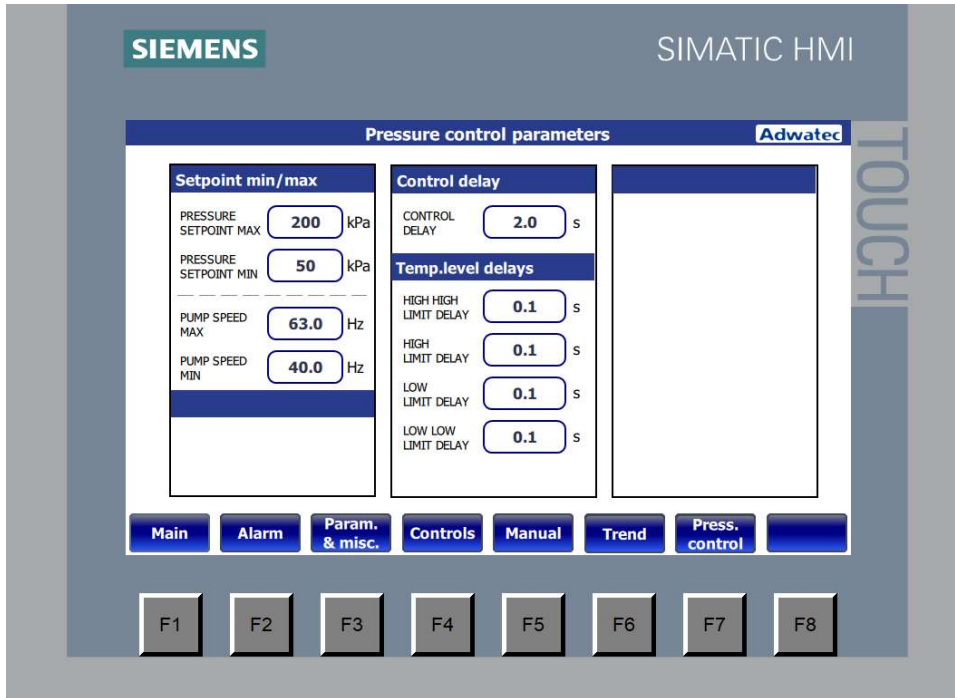 SIEMENS
SIMATIC HMI
TOUCH
Pressure control parameters
Adwatec
Setpoint min/max
PRESSURE
SETPOINT MAX 200 kPa
PRESSURE
SETPOINT MIN 50 kPa
PUMP SPEED
MAX 63.0 Hz
PUMP SPEED
MIN 40.0 Hz
Control delay
CONTROL
DELAY 2.0 s
Temp.level delays
HIGH HIGH
LIMIT DELAY 0.1 s
HIGH
LIMIT DELAY 0.1 s
LOW
LIMIT DELAY 0.1 s
LOW LOW
LIMIT DELAY 0.1 s
Main
Alarm
Param.
& misc.
Controls
Manual
Trend
Press.
control
F1
F2
F3
F4
F5
F6
F7
F8